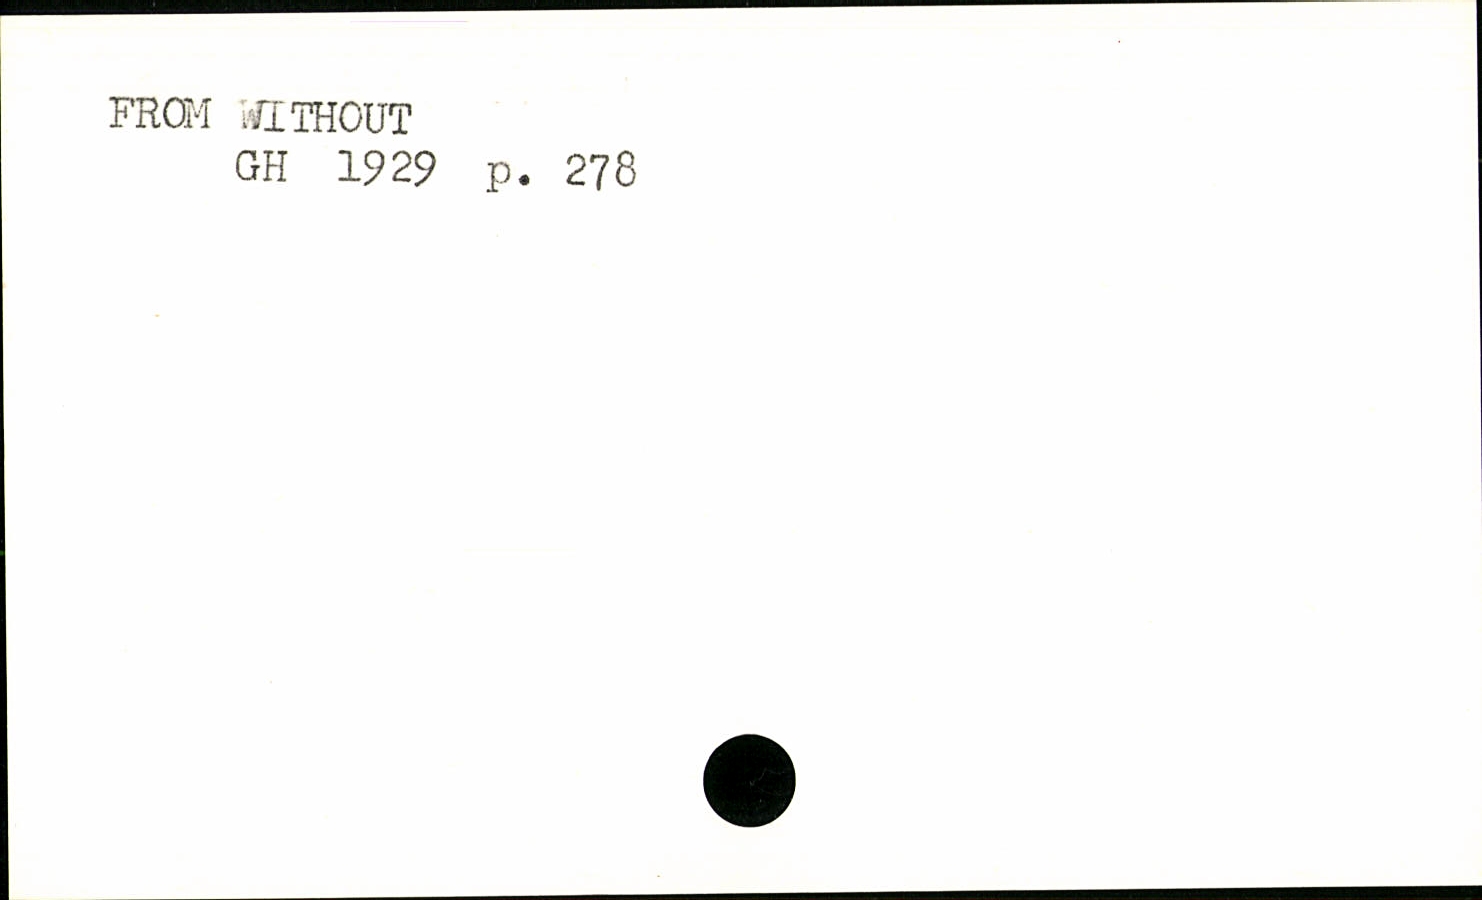 FROM WITHOUT
GH 1929 p. 278